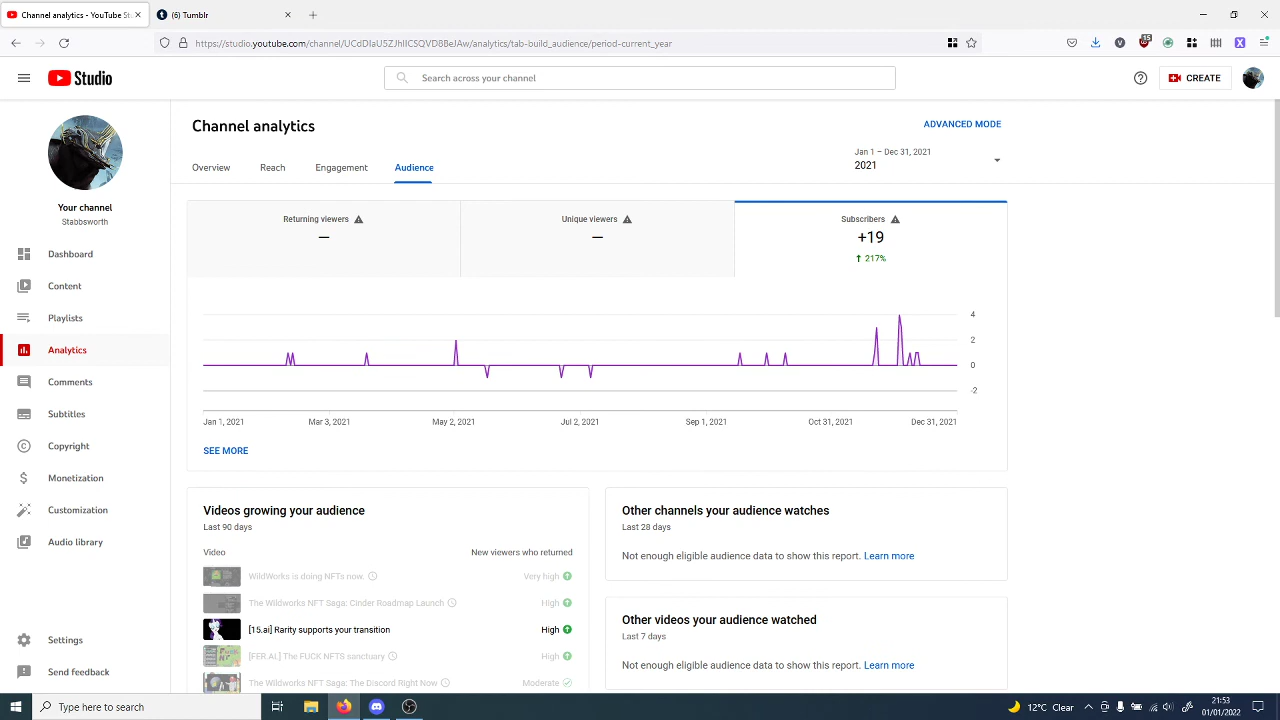 Channel analytics - YouTube St
(6) Tumblr
youtube.com/channel/
/analytics/tab-build_audience/period-current_year
15
Studio
Search across your channel
CREATE
Your channel
Stabbsworth
Dashboard
Content
Playlists
Analytics
Comments
Subtitles
Copyright
Monetization
Customization
Audio library
Settings
Send feedback
Channel analytics
ADVANCED MODE
Overview
Reach
Engagement
Audience
Jan 1 – Dec 31, 2021
2021
Returning viewers
—
Unique viewers
—
Subscribers
+19
217%
4
2
0
-2
Jan 1, 2021
Mar 3, 2021
May 2, 2021
Jul 2, 2021
Sep 1, 2021
Oct 31, 2021
Dec 31, 2021
SEE MORE
Videos growing your audience
Last 90 days
Video
New viewers who returned
WildWorks is doing NFTs now.
Very high
The Wildworks NFT Saga: Cinder Roadmap Launch
High
[15.ai] Rarity supports your transition
High
[FER.AL] The FUCK NFTS sanctuary
High
The Wildworks NFT Saga: The Discord Right Now
Moderate
Other channels your audience watches
Last 28 days
Not enough eligible audience data to show this report. Learn more
Other videos your audience watched
Last 7 days
Not enough eligible audience data to show this report. Learn more
Type here to search
12°C Clear
21:53
01/01/2022